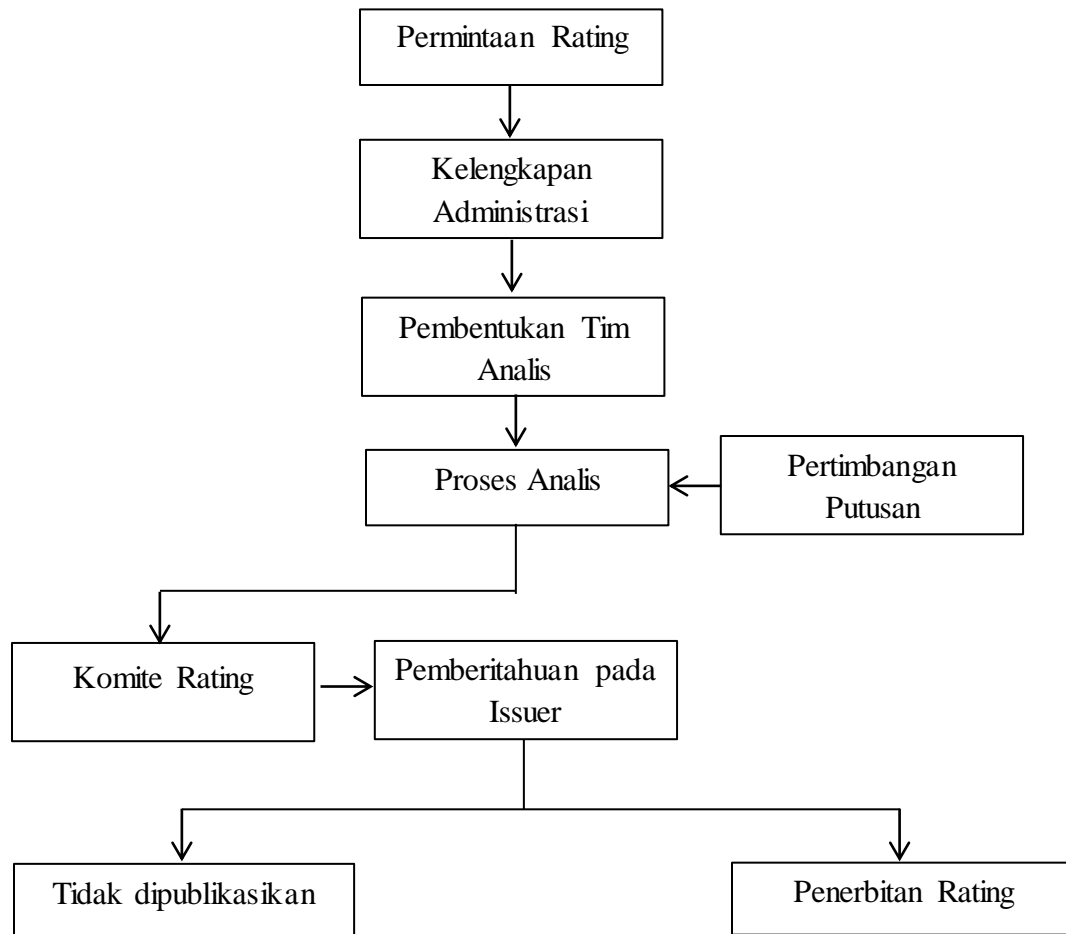 Permintaan Rating
Kelengkapan
Administrasi
Pembentukan Tim
Analis
Proses Analis
Pertimbangan
Putusan
Komite Rating
Pemberitahuan pada
Issuer
Tidak dipublikasikan
Penerbitan Rating